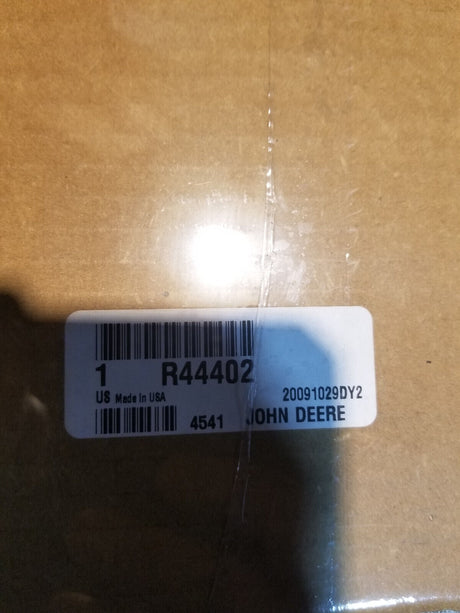 1 R44402
US Made In USA 20091029DY2
4541 JOHN DEERE